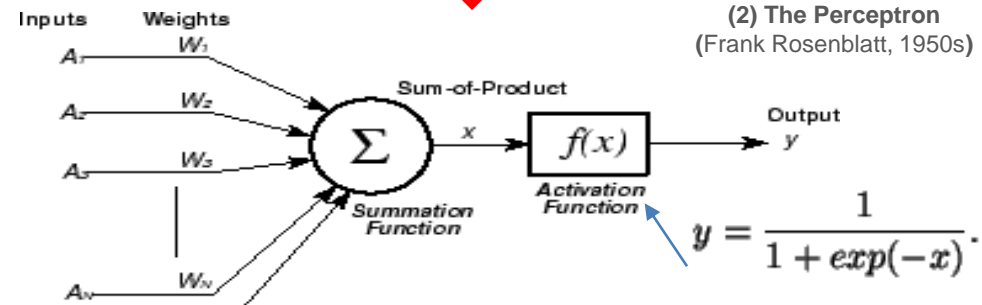 (2) The Perceptron
(Frank Rosenblatt, 1950s)
Inputs Weights
A₁ W₁
A₂ W₂
A₃ W₃
Aₙ Wₙ
Sum-of-Product
Σ
x
f(x)
Output
y
Summation
Function
Activation
Function
y = 1 / (1 + exp(-x)).